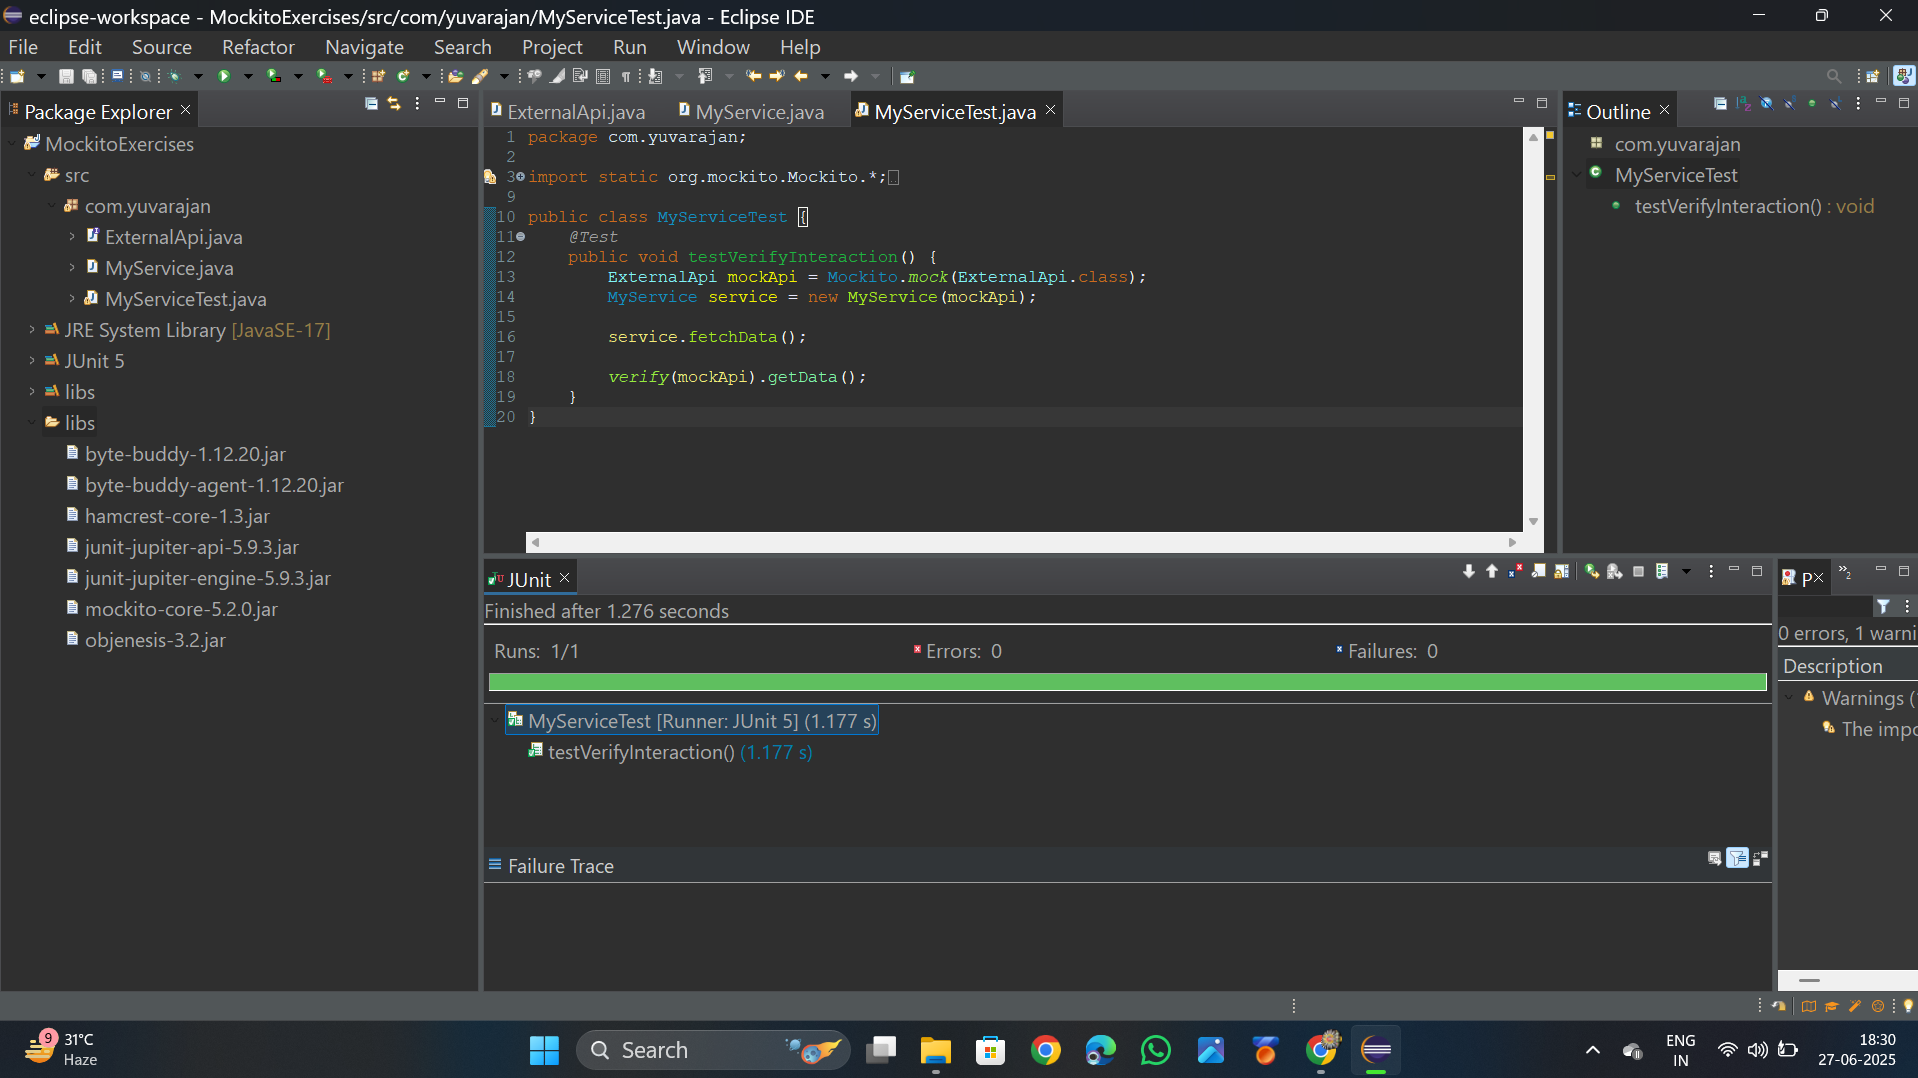 eclipse-workspace - MockitoExercises/src/com/yuvarajan/MyServiceTest.java - Eclipse IDE
File Edit Source Refactor Navigate Search Project Run Window Help
Package Explorer
MockitoExercises
src
com.yuvarajan
ExternalApi.java
MyService.java
MyServiceTest.java
JRE System Library [JavaSE-17]
JUnit 5
libs
libs
byte-buddy-1.12.20.jar
byte-buddy-agent-1.12.20.jar
hamcrest-core-1.3.jar
junit-jupiter-api-5.9.3.jar
junit-jupiter-engine-5.9.3.jar
mockito-core-5.2.0.jar
objenesis-3.2.jar
ExternalApi.java MyService.java MyServiceTest.java
1 package com.yuvarajan;
2
3 import static org.mockito.Mockito.*;
9
10 public class MyServiceTest {
11 @Test
12 public void testVerifyInteraction() {
13 ExternalApi mockApi = Mockito.mock(ExternalApi.class);
14 MyService service = new MyService(mockApi);
15
16 service.fetchData();
17
18 verify(mockApi).getData();
19 }
20 }
Outline
com.yuvarajan
MyServiceTest
testVerifyInteraction() : void
JUnit
Finished after 1.276 seconds
Runs: 1/1 Errors: 0 Failures: 0
MyServiceTest [Runner: JUnit 5] (1.177 s)
testVerifyInteraction() (1.177 s)
Failure Trace
P
2
0 errors, 1 warni
Description
Warnings (
The impo
9
31°C
Haze
Search
ENG
IN
18:30
27-06-2025